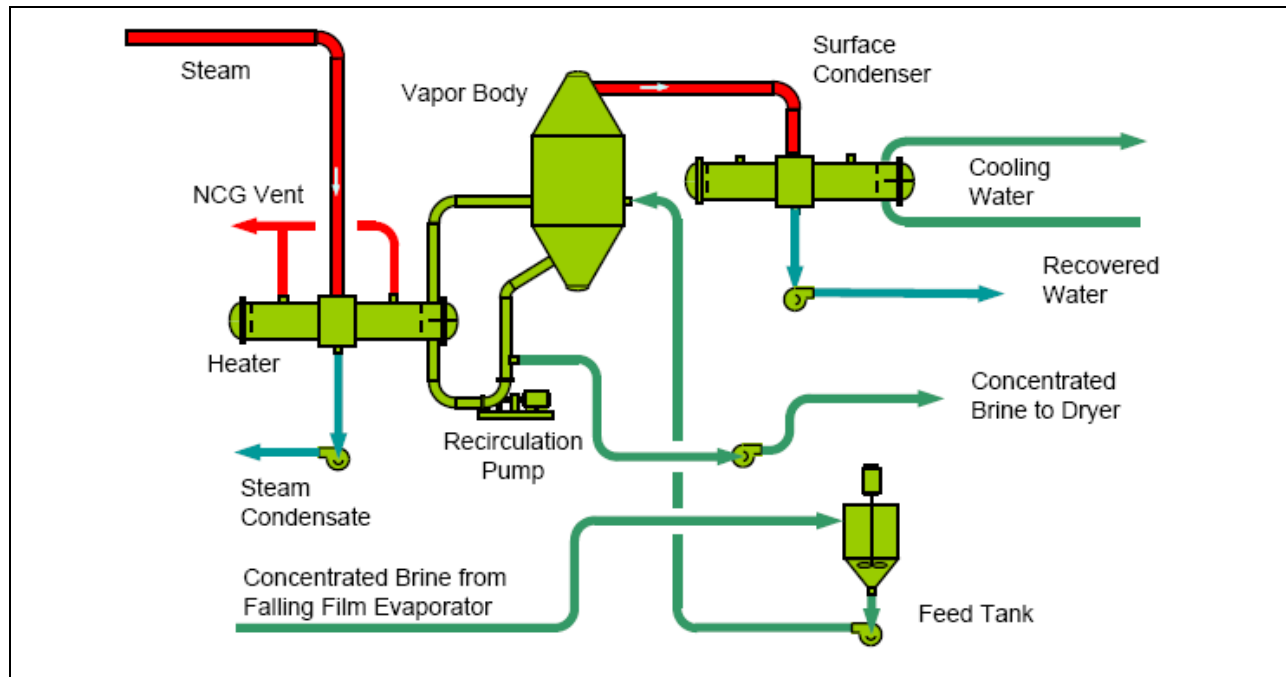 Steam
Vapor Body
Surface
Condenser
NCG Vent
Cooling
Water
Recovered
Water
Heater
Concentrated
Brine to Dryer
Recirculation
Pump
Steam
Condensate
Concentrated Brine from
Falling Film Evaporator
Feed Tank